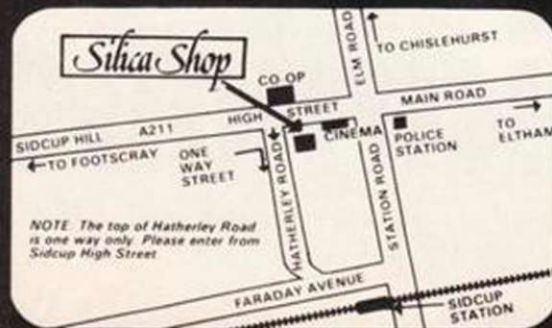 Silica Shop
ELM ROAD
TO CHISLEHURST
CO OP
HIGH STREET
MAIN ROAD
SIDCUP HILL A211
TO FOOTSCRAY
ONE
WAY
STREET
CINEMA
POLICE
STATION
TO
ELTHAM
HATHERLEY ROAD
STATION ROAD
NOTE The top of Hatherley Road
is one way only. Please enter from
Sidcup High Street
FARADAY AVENUE
SIDCUP
STATION